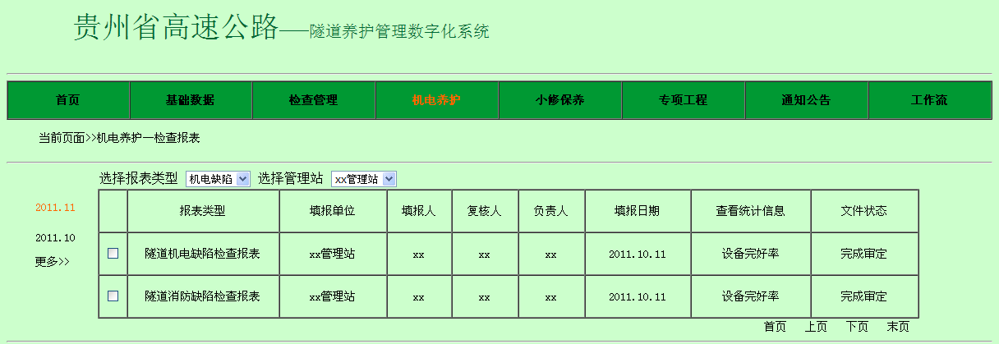 贵州省高速公路——隧道养护管理数字化系统
首页 基础数据 检查管理 机电养护 小修保养 专项工程 通知公告 工作流
当前页面>>机电养护—检查报表
选择报表类型 机电缺陷 选择管理站 xx管理站
2011.11
2011.10
更多>>
报表类型 填报单位 填报人 复核人 负责人 填报日期 查看统计信息 文件状态
隧道机电缺陷检查报表 xx管理站 xx xx xx 2011.10.11 设备完好率 完成审定
隧道消防缺陷检查报表 xx管理站 xx xx xx 2011.10.11 设备完好率 完成审定
首页 上页 下页 末页